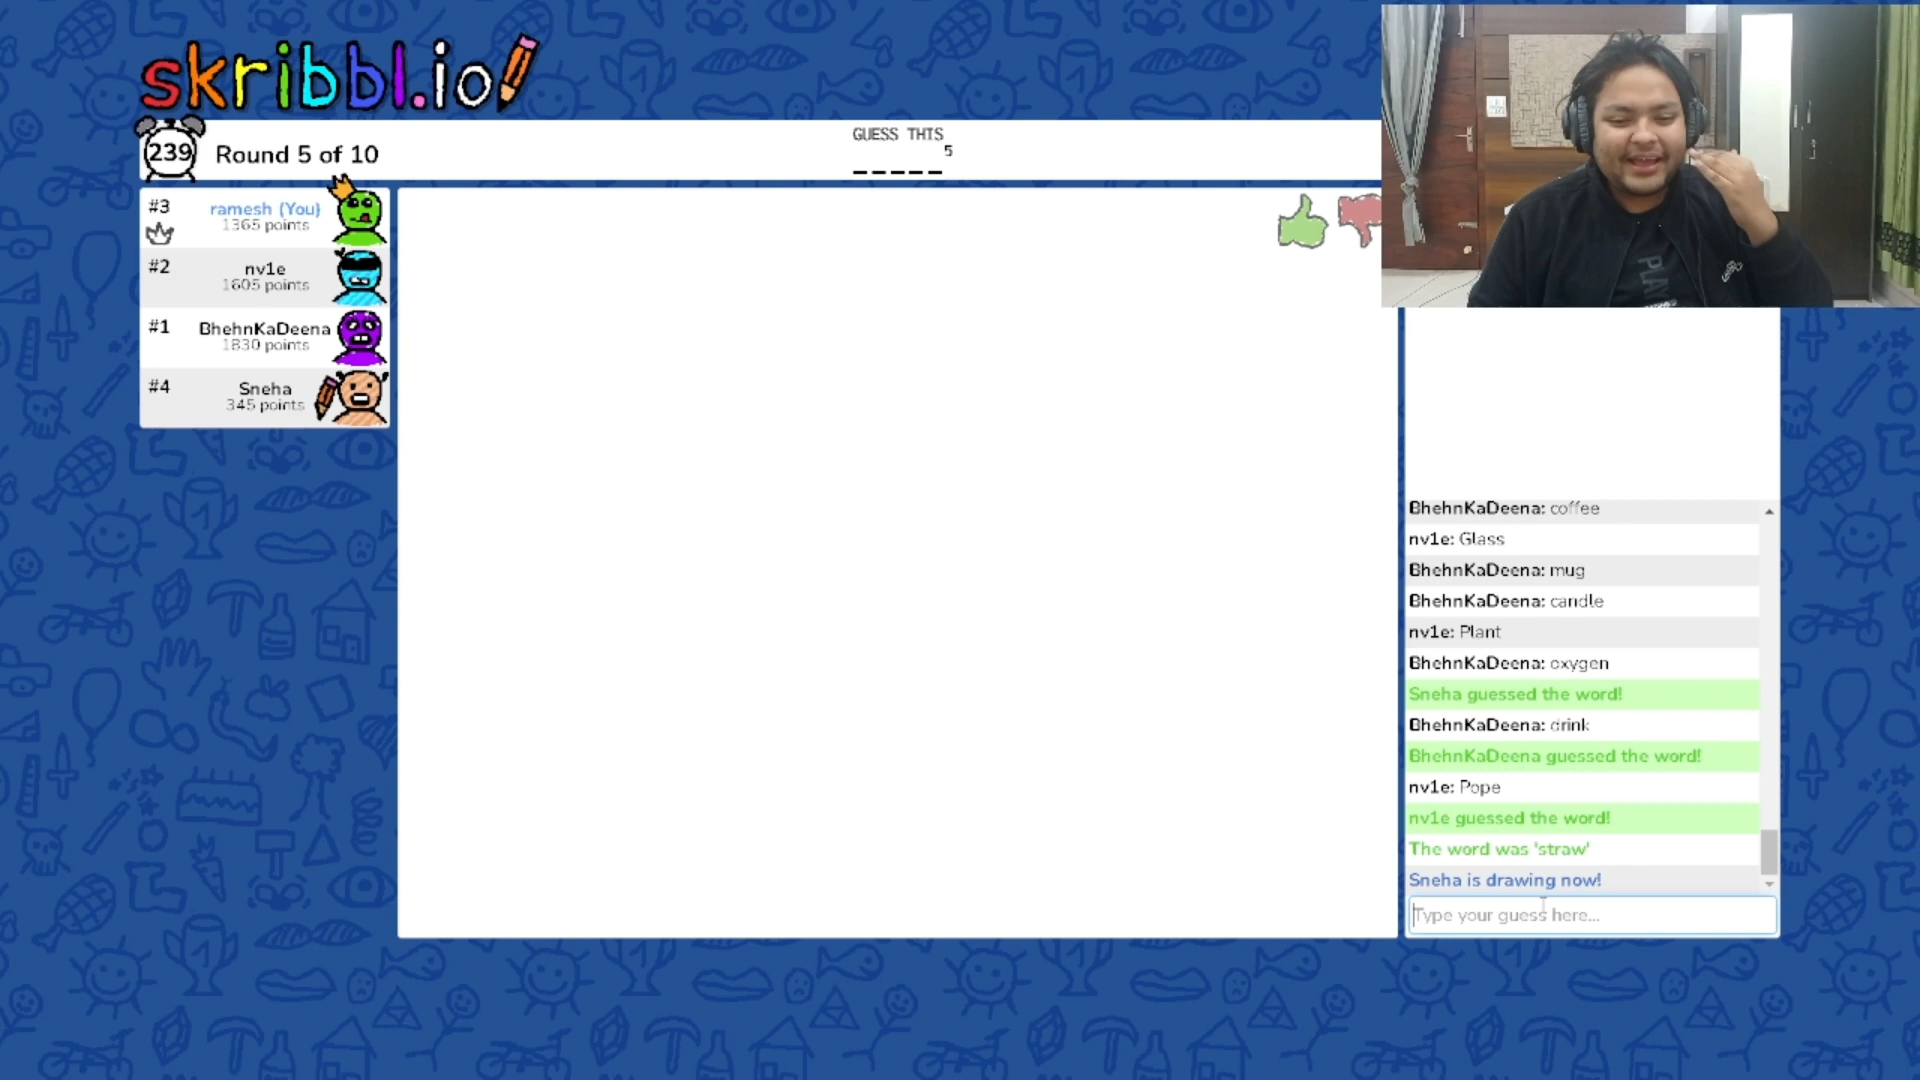 skribbl.io
239
Round 5 of 10
GUESS THIS
5
_ _ _ _ _
#3
ramesh (You)
1365 points
#2
nv1e
1605 points
#1
BhehnKaDeena
1830 points
#4
Sneha
345 points
PLA
BhehnKaDeena: coffee
nv1e: Glass
BhehnKaDeena: mug
BhehnKaDeena: candle
nv1e: Plant
BhehnKaDeena: oxygen
Sneha guessed the word!
BhehnKaDeena: drink
BhehnKaDeena guessed the word!
nv1e: Pope
nv1e guessed the word!
The word was 'straw'
Sneha is drawing now!
Type your guess here...